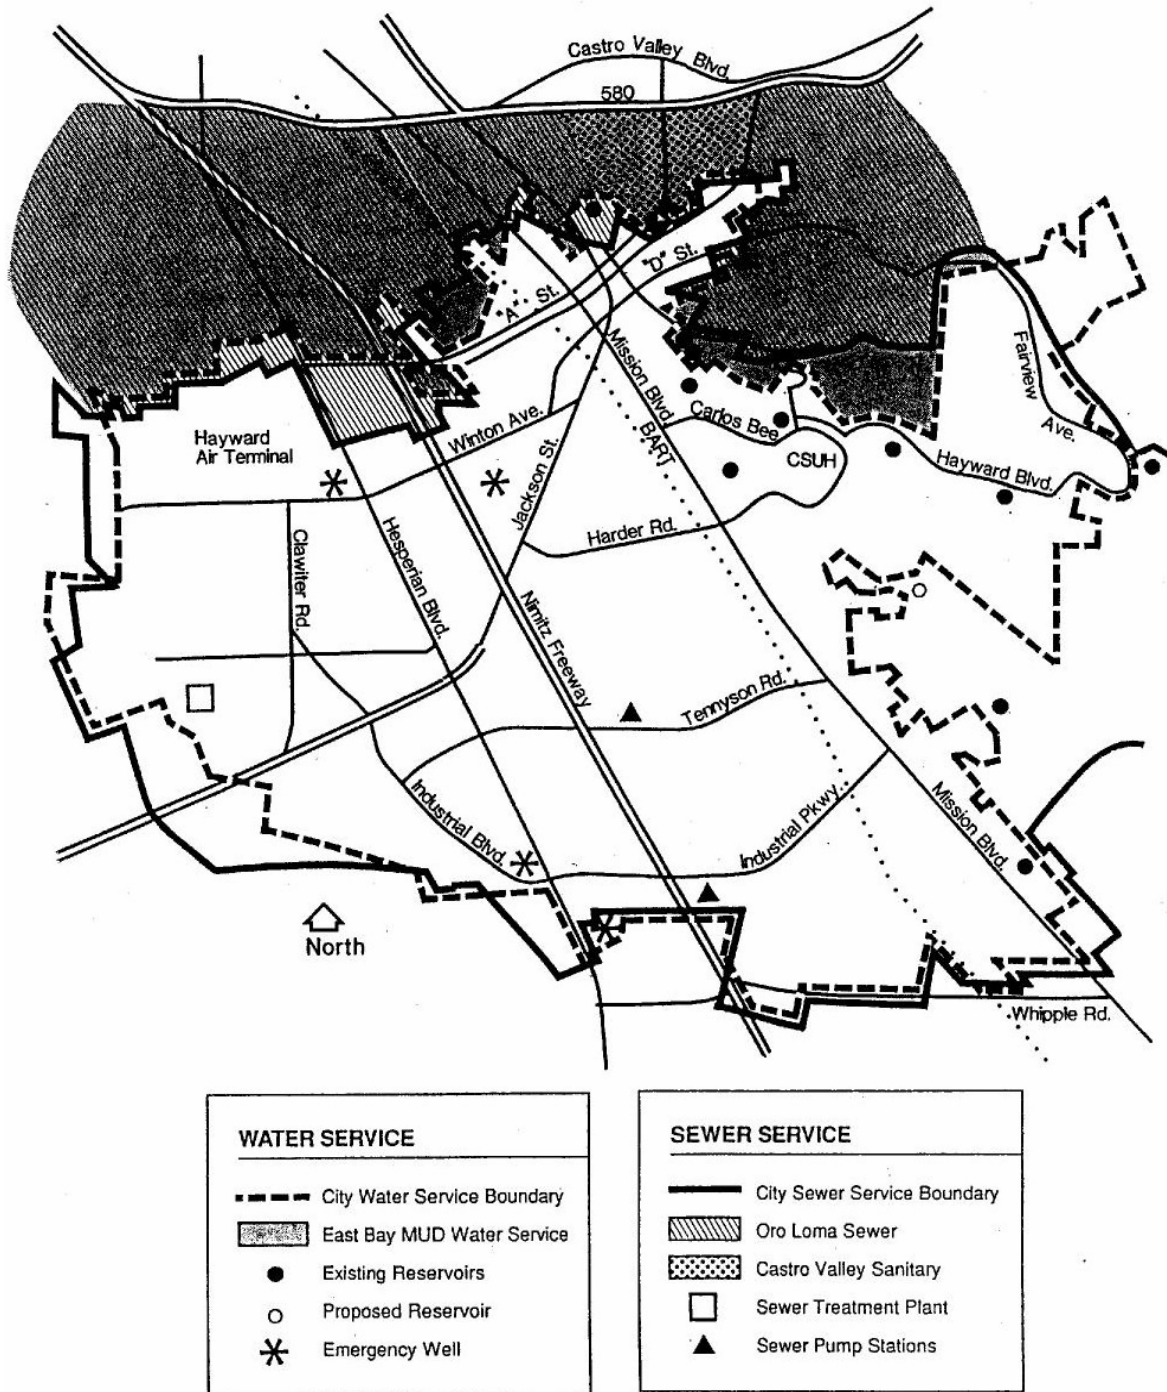 Castro Valley Blvd.
580
"A" St.
"D" St.
Fairview Ave.
Mission Blvd.
BART
Carlos Bee
CSUH
Hayward Blvd.
Hayward
Air Terminal
Winton Ave.
Jackson St.
Harder Rd.
Clawiter Rd.
Hesperian Blvd.
Nimitz Freeway
Tennyson Rd.
Industrial Blvd.
Industrial Pkwy.
Mission Blvd.
North
Whipple Rd.
WATER SERVICE
City Water Service Boundary
East Bay MUD Water Service
Existing Reservoirs
Proposed Reservoir
Emergency Well
SEWER SERVICE
City Sewer Service Boundary
Oro Loma Sewer
Castro Valley Sanitary
Sewer Treatment Plant
Sewer Pump Stations